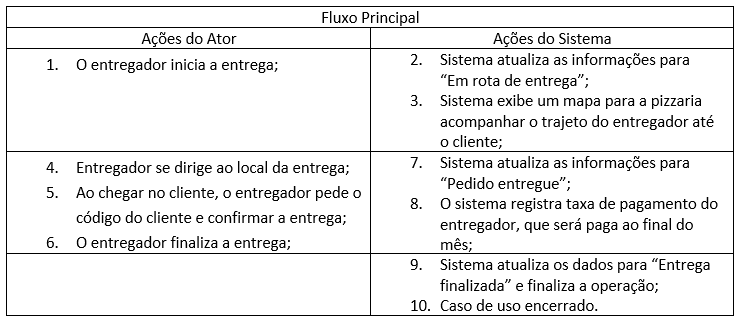 Fluxo Principal
Ações do Ator
Ações do Sistema
1. O entregador inicia a entrega;
2. Sistema atualiza as informações para
“Em rota de entrega”;
3. Sistema exibe um mapa para a pizzaria
acompanhar o trajeto do entregador até
o cliente;
4. Entregador se dirige ao local da entrega;
5. Ao chegar no cliente, o entregador pede o
código do cliente e confirmar a entrega;
6. O entregador finaliza a entrega;
7. Sistema atualiza as informações para
“Pedido entregue”;
8. O sistema registra taxa de pagamento do
entregador, que será paga ao final do
mês;
9. Sistema atualiza os dados para “Entrega
finalizada” e finaliza a operação;
10. Caso de uso encerrado.